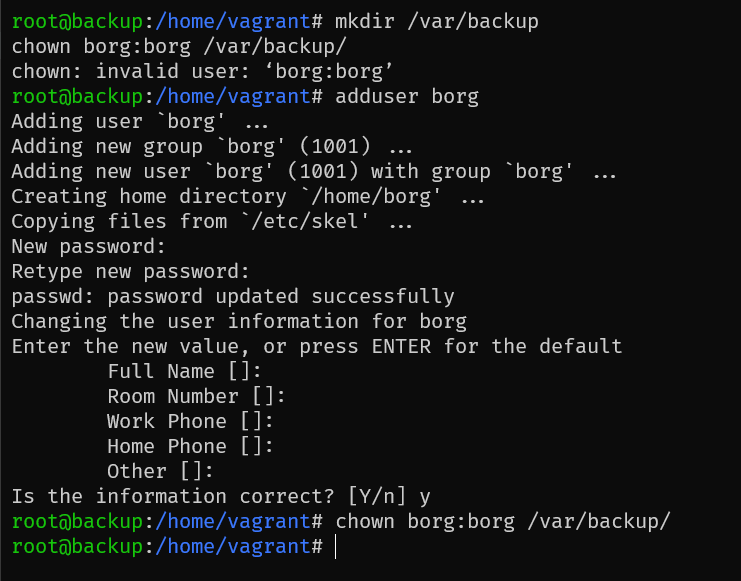 root@backup:/home/vagrant# mkdir /var/backup
chown borg:borg /var/backup/
chown: invalid user: ‘borg:borg’
root@backup:/home/vagrant# adduser borg
Adding user `borg' ...
Adding new group `borg' (1001) ...
Adding new user `borg' (1001) with group `borg' ...
Creating home directory `/home/borg' ...
Copying files from `/etc/skel' ...
New password:
Retype new password:
passwd: password updated successfully
Changing the user information for borg
Enter the new value, or press ENTER for the default
        Full Name []:
        Room Number []:
        Work Phone []:
        Home Phone []:
        Other []:
Is the information correct? [Y/n] y
root@backup:/home/vagrant# chown borg:borg /var/backup/
root@backup:/home/vagrant#